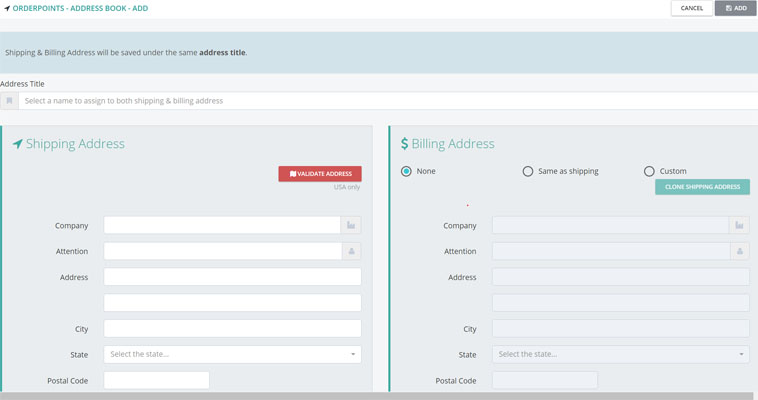 ORDERPOINTS - ADDRESS BOOK - ADD
CANCEL
ADD
Shipping & Billing Address will be saved under the same address title.
Address Title
Select a name to assign to both shipping & billing address
Shipping Address
VALIDATE ADDRESS
USA only
Company
Attention
Address
City
State
Select the state...
Postal Code
$ Billing Address
None
Same as shipping
Custom
CLONE SHIPPING ADDRESS
Company
Attention
Address
City
State
Select the state...
Postal Code